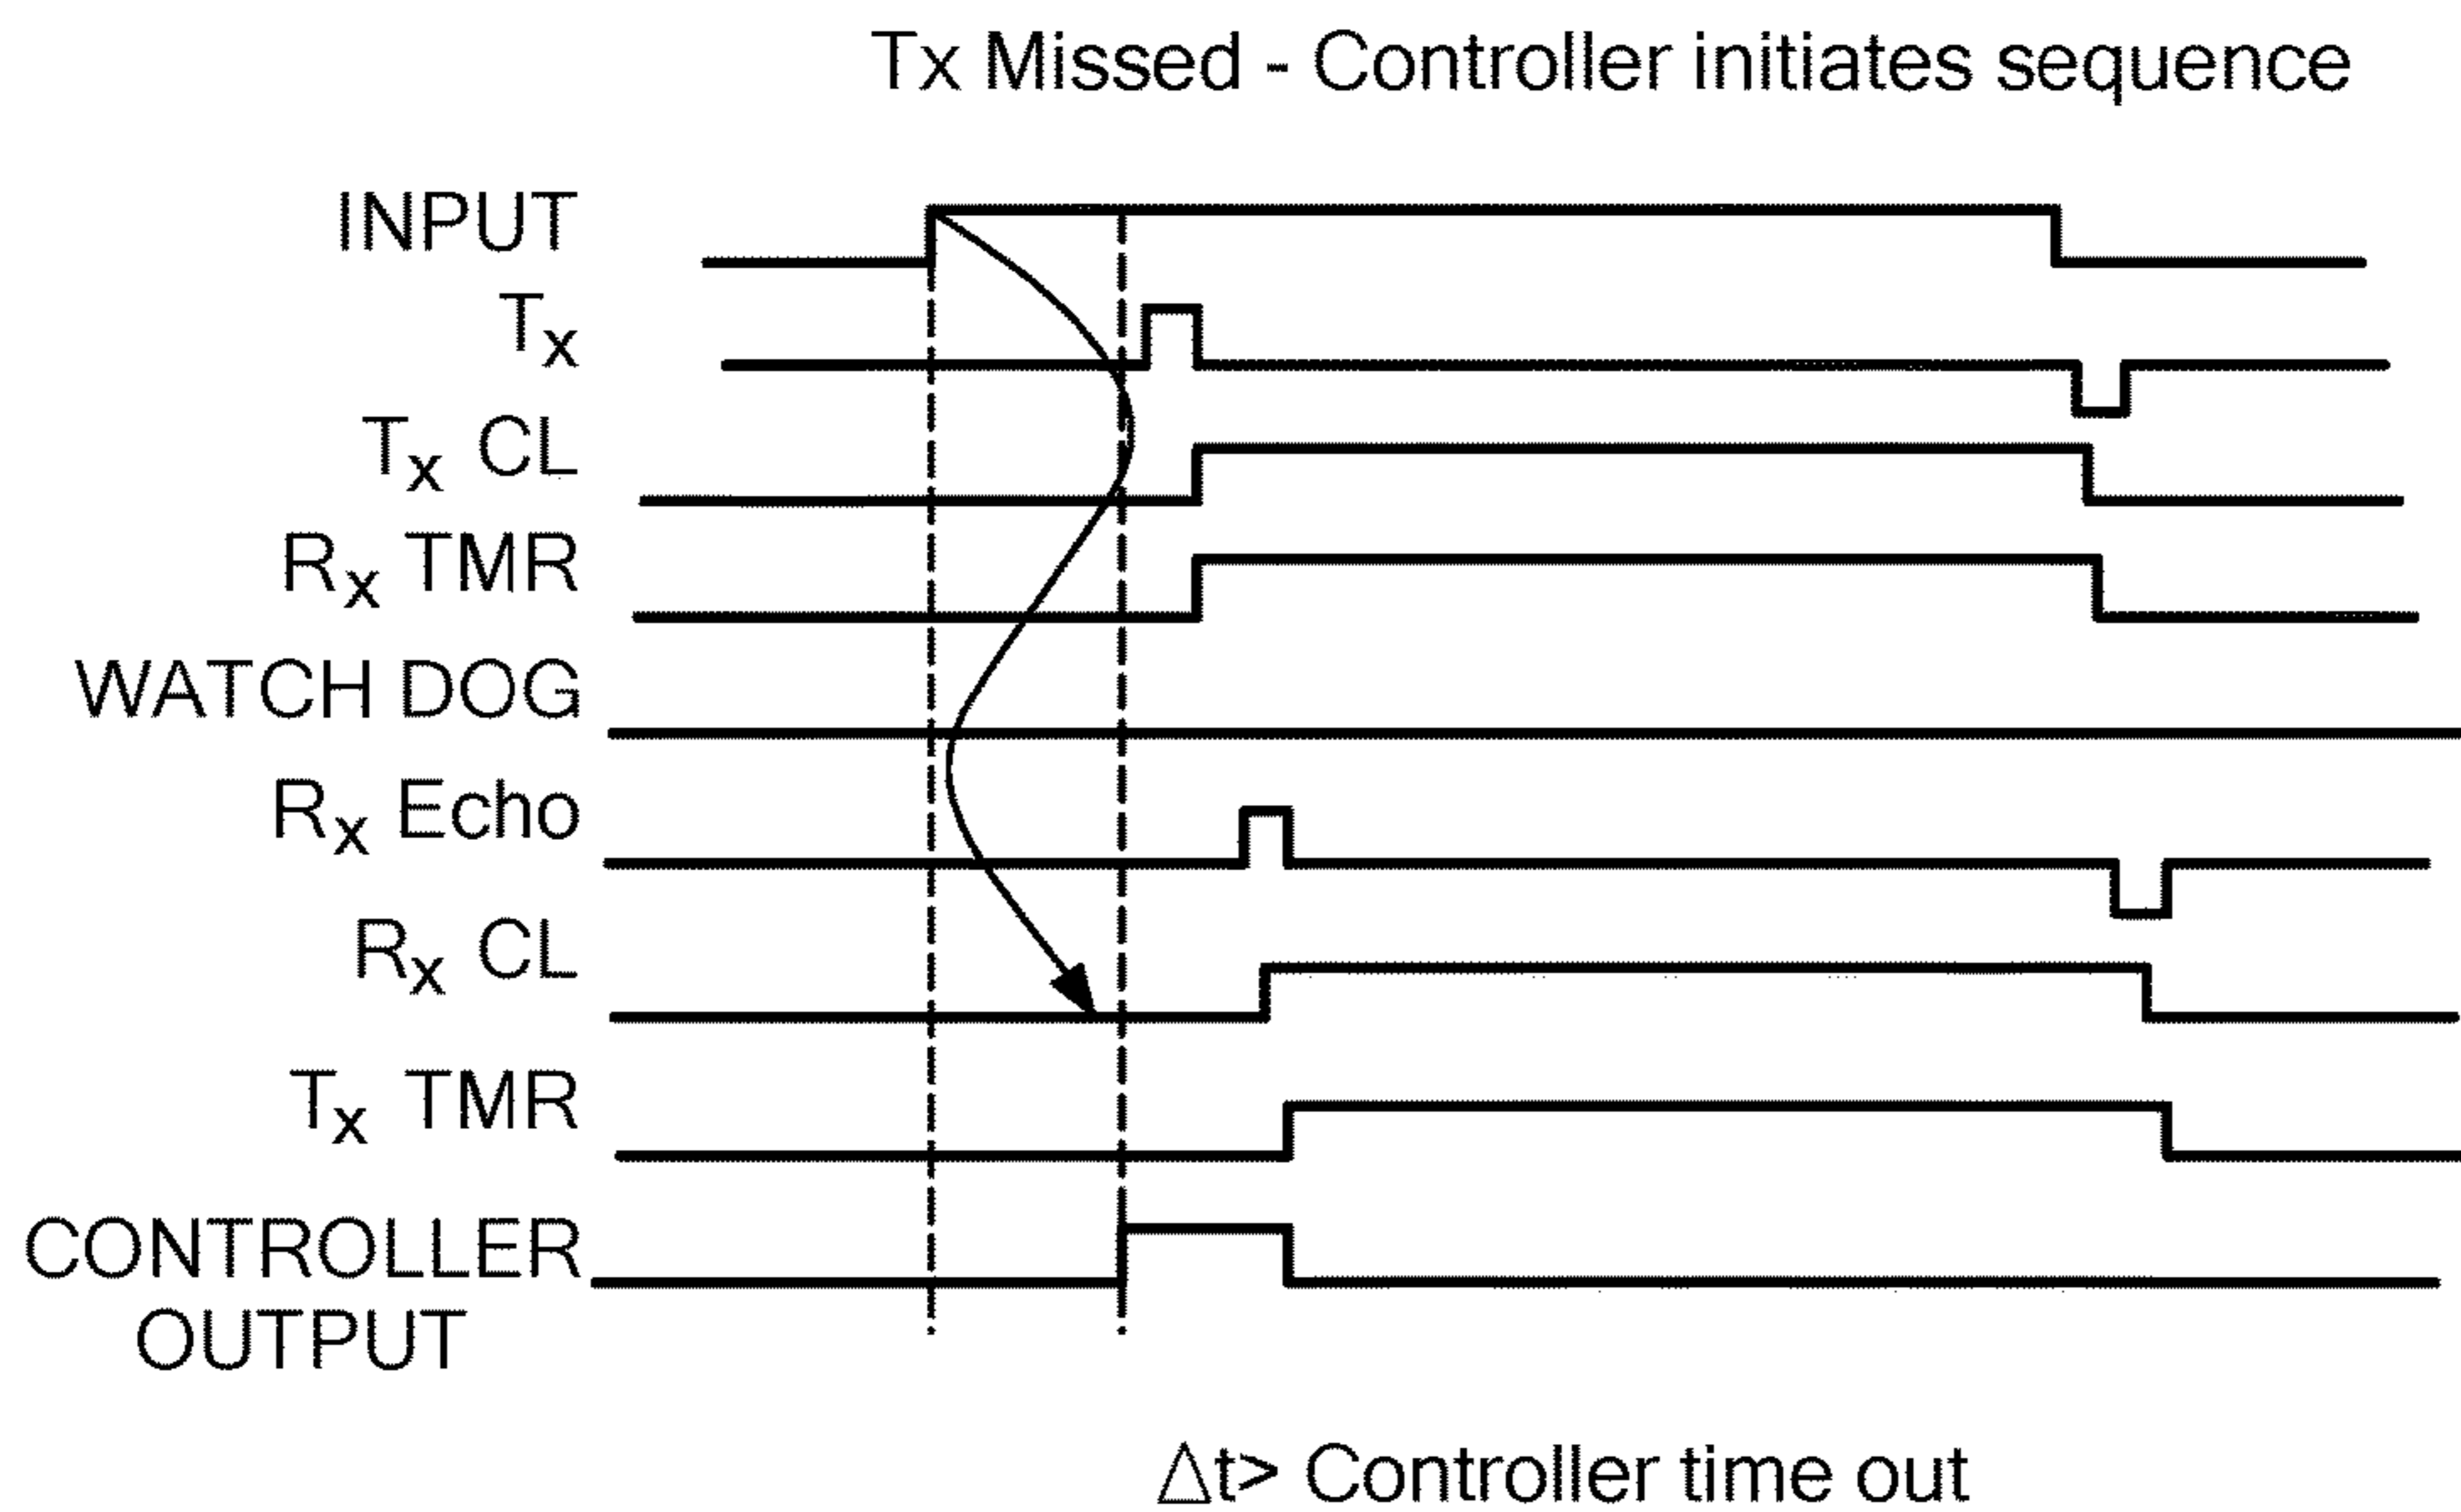 Tx Missed - Controller initiates sequence
INPUT
Tx
Tx CL
Rx TMR
WATCH DOG
Rx Echo
Rx CL
Tx TMR
CONTROLLER
OUTPUT
Δt> Controller time out